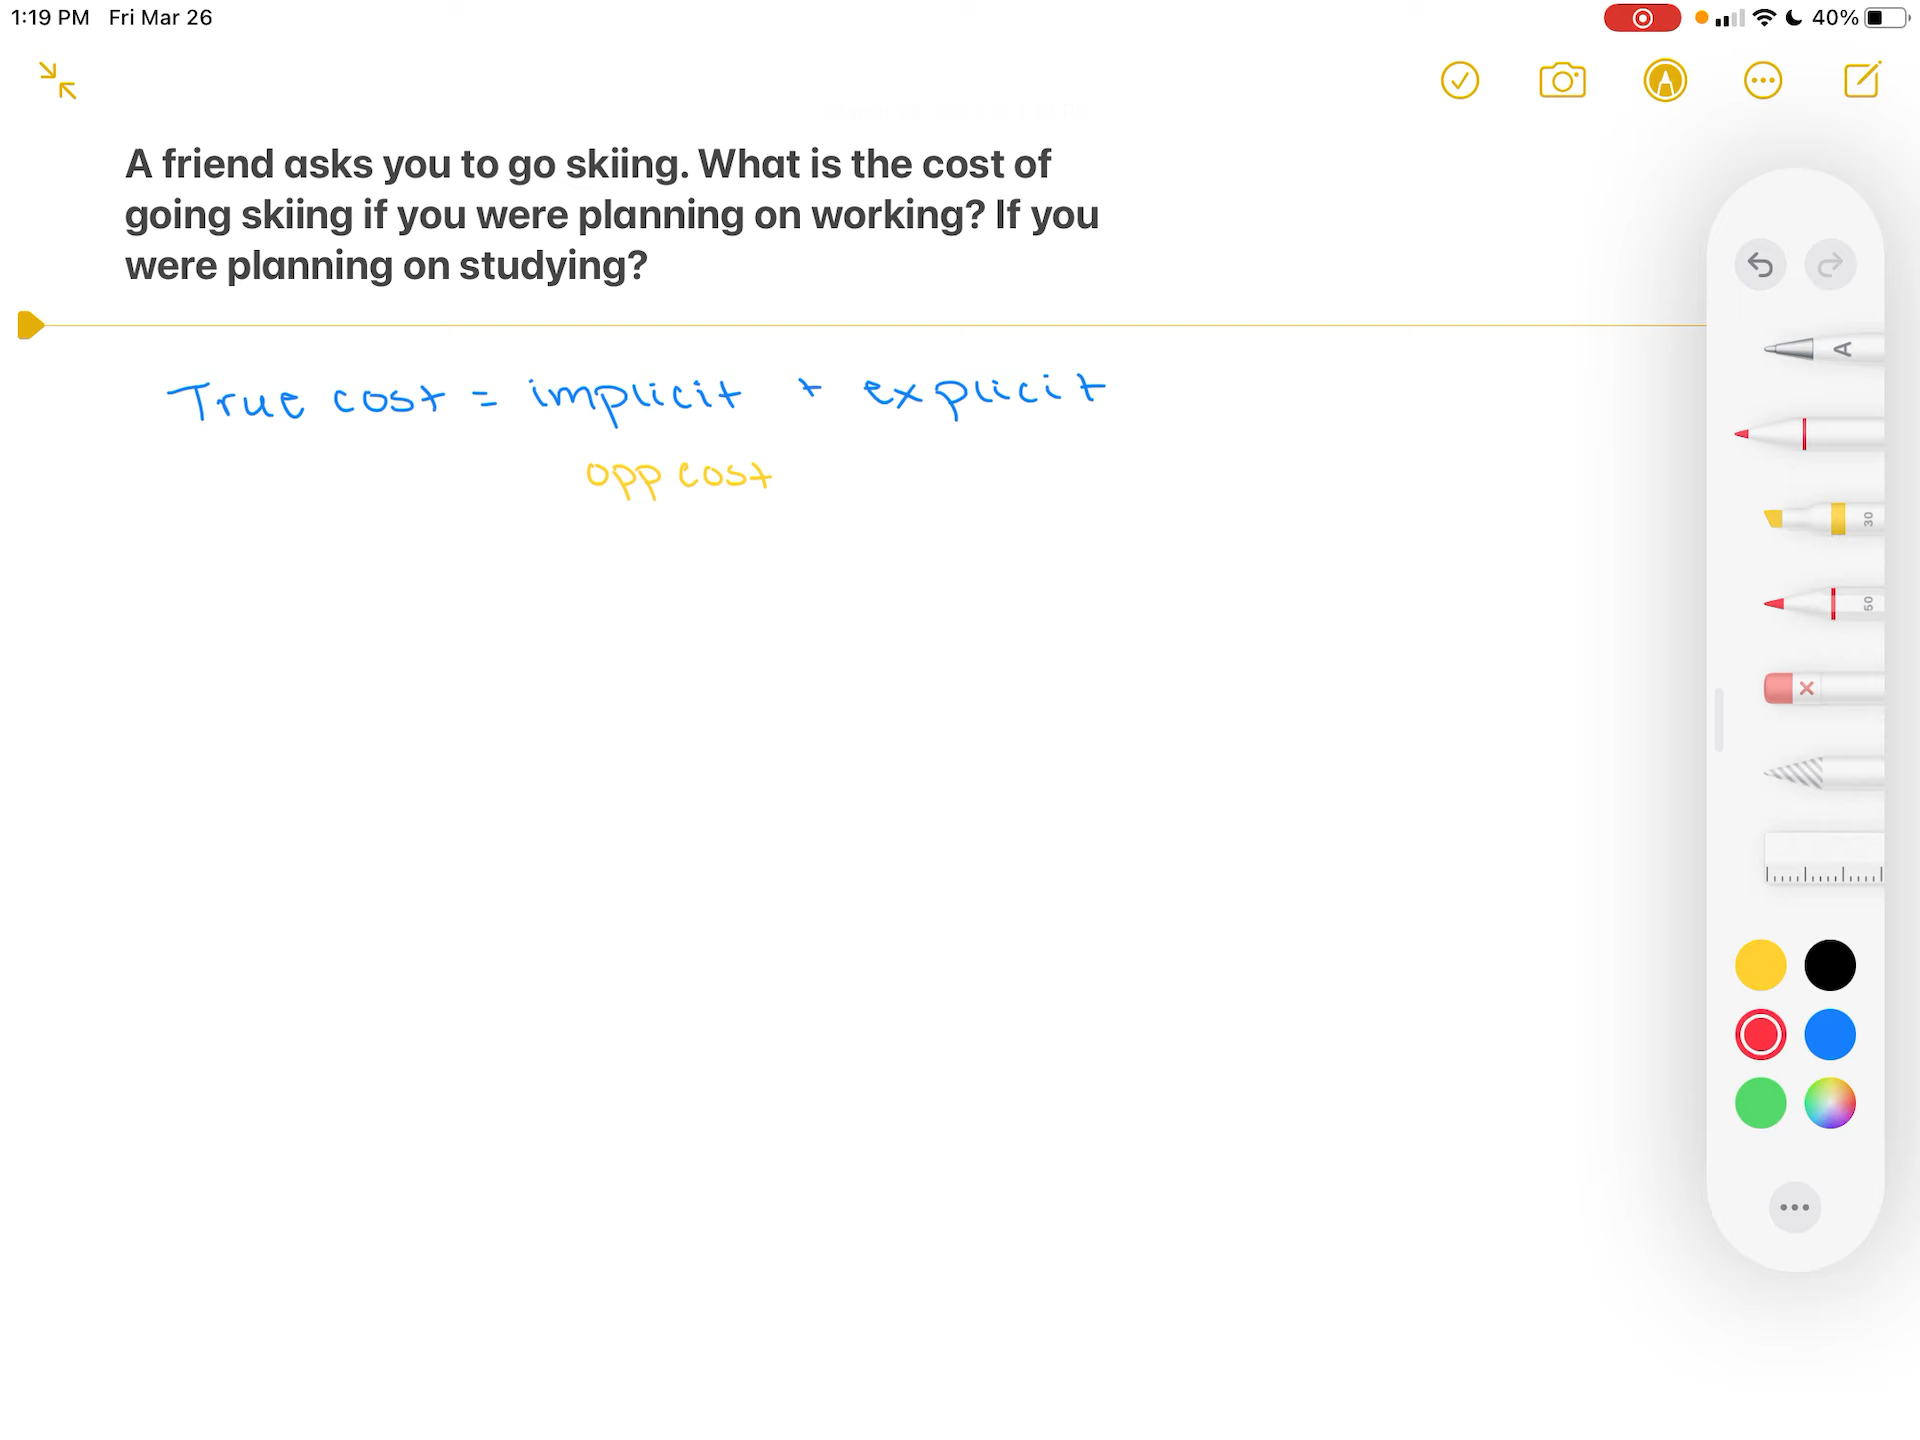 1:19 PM Fri Mar 26 40%
A friend asks you to go skiing. What is the cost of
going skiing if you were planning on working? If you
were planning on studying?
True cost = implicit + explicit
opp cost
A
30
50